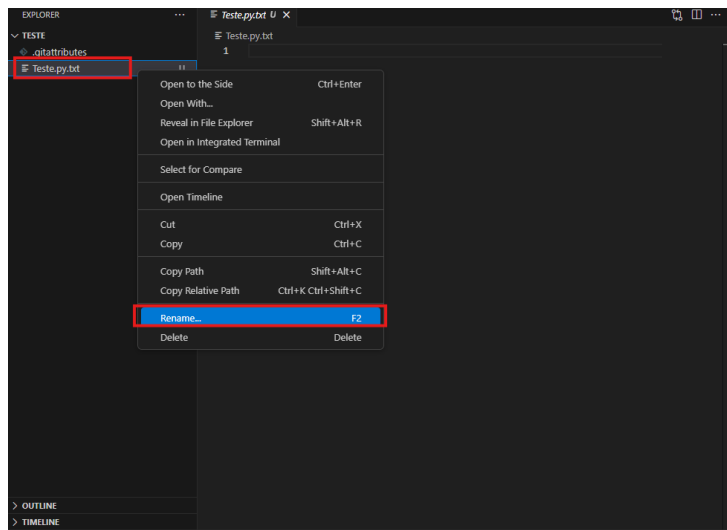 EXPLORER
Teste.py.txt U
TESTE
Teste.py.txt
.gitattributes
1
Teste.py.txt
Open to the Side Ctrl+Enter
Open With...
Reveal in File Explorer Shift+Alt+R
Open in Integrated Terminal
Select for Compare
Open Timeline
Cut Ctrl+X
Copy Ctrl+C
Copy Path Shift+Alt+C
Copy Relative Path Ctrl+K Ctrl+Shift+C
Rename... F2
Delete Delete
OUTLINE
TIMELINE